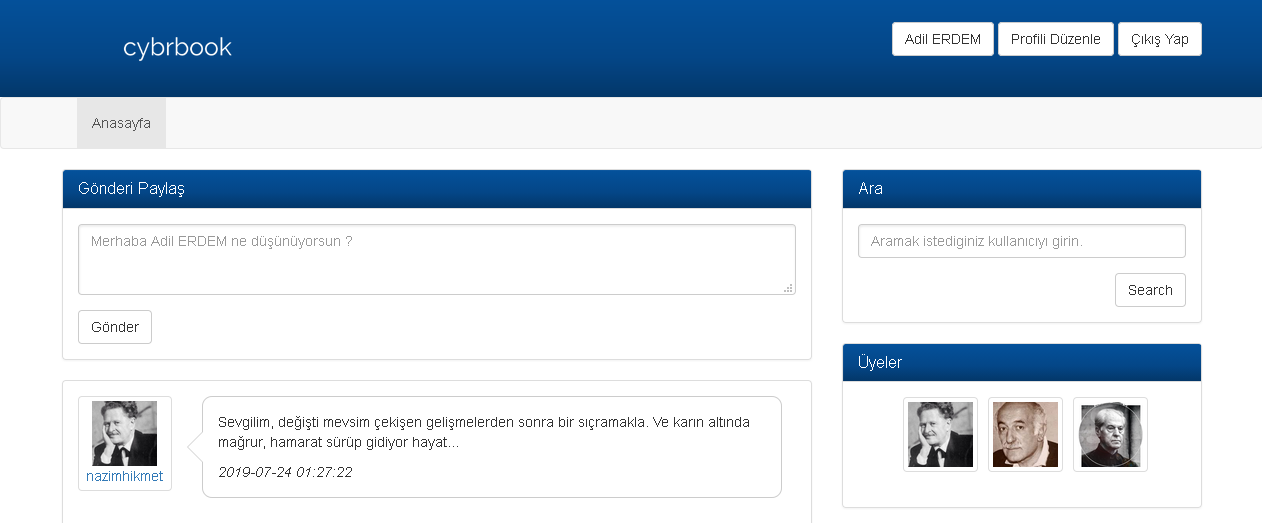 cybrbook
Adil ERDEM
Profili Düzenle
Çıkış Yap
Anasayfa
Gönderi Paylaş
Merhaba Adil ERDEM ne düşünüyorsun ?
Gönder
nazimhikmet
Sevgilim, değişti mevsim çekişen gelişmelerden sonra bir sıçramakla. Ve karın altında
mağrur, hamarat sürüp gidiyor hayat...
2019-07-24 01:27:22
Ara
Aramak istediginiz kullanıcıyı girin.
Search
Üyeler